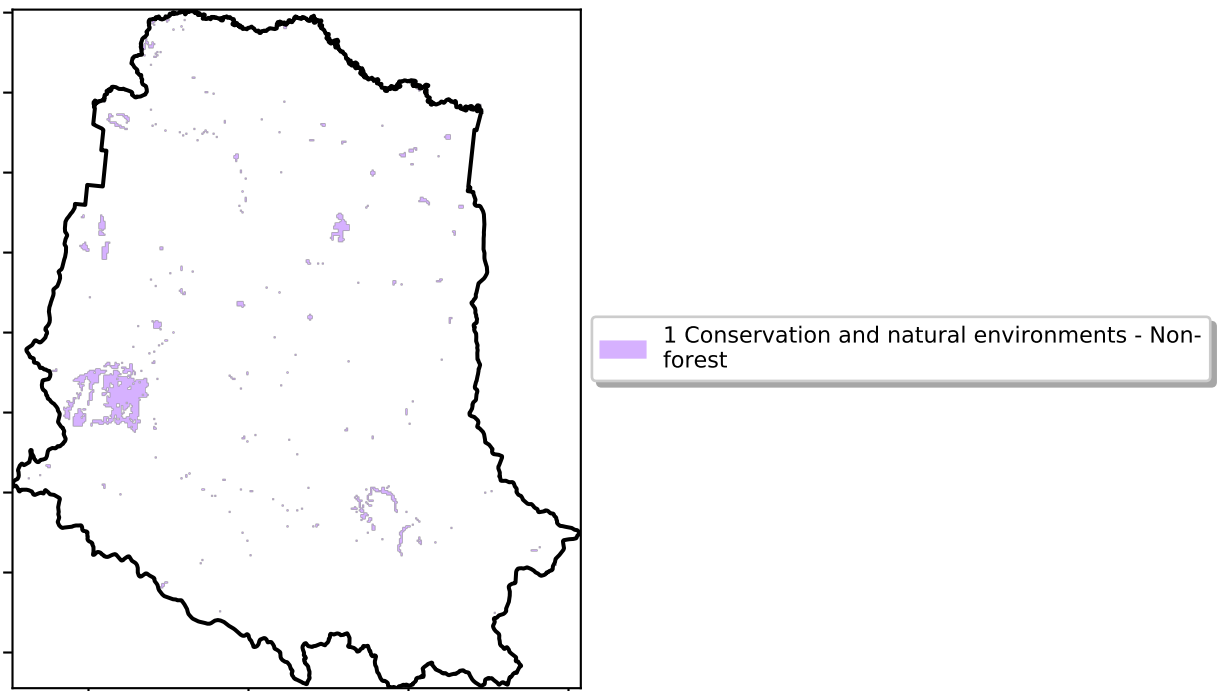 1 Conservation and natural environments - Non-
forest